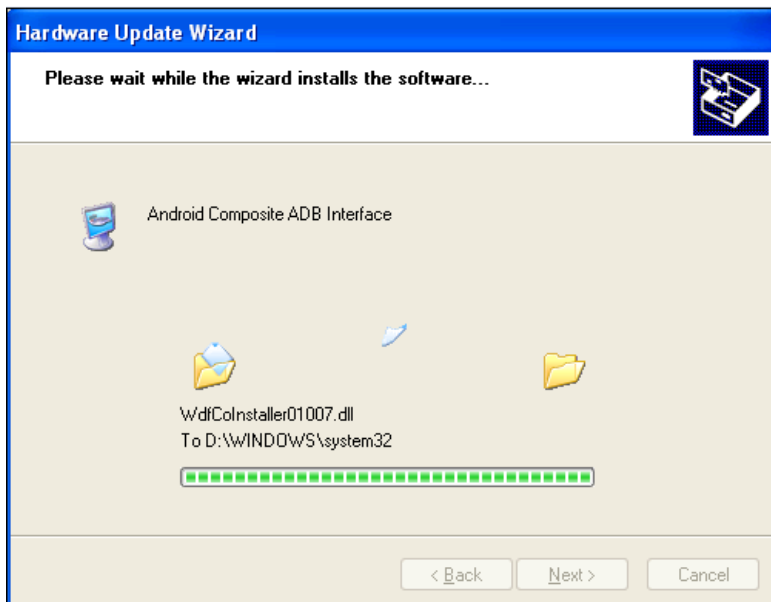 Hardware Update Wizard
Please wait while the wizard installs the software...
Android Composite ADB Interface
WdfCoInstaller01007.dll
To D:\WINDOWS\system32
< Back
Next >
Cancel